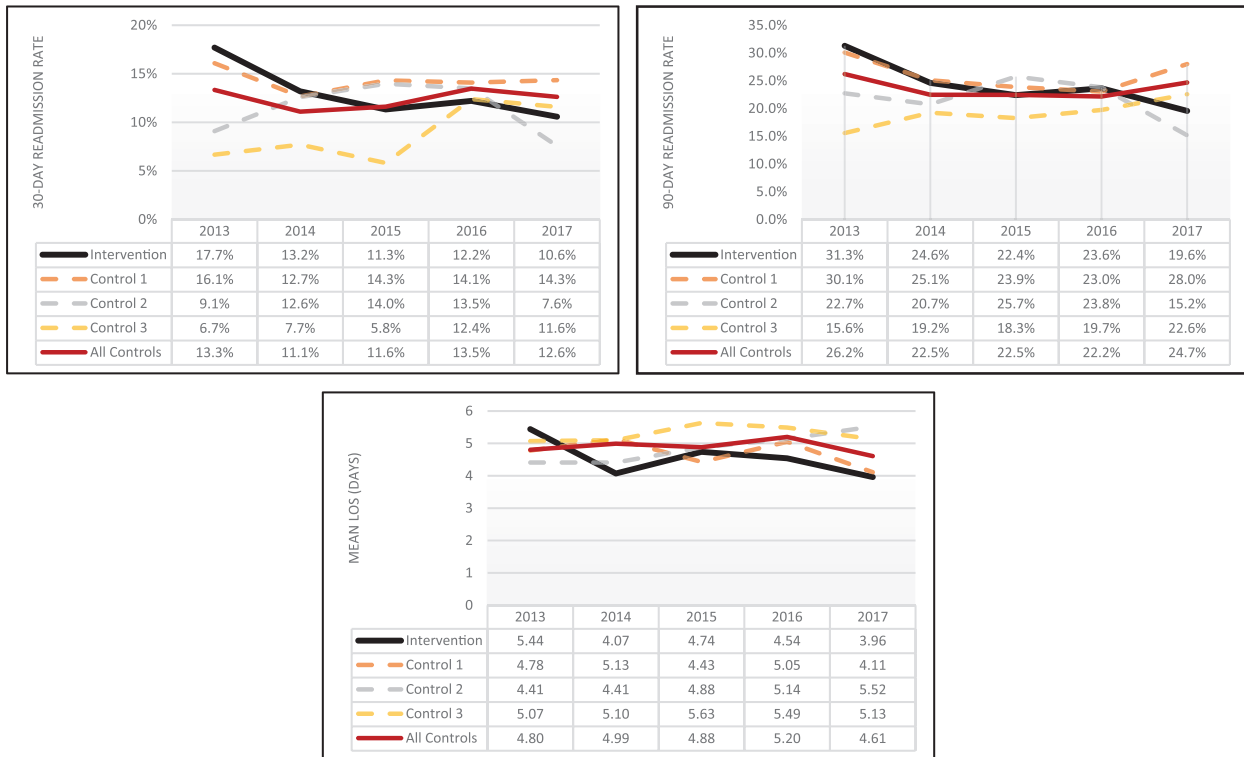 30-DAY READMISSION RATE
20%
15%
10%
5%
0%
2013 2014 2015 2016 2017
Intervention 17.7% 13.2% 11.3% 12.2% 10.6%
Control 1 16.1% 12.7% 14.3% 14.1% 14.3%
Control 2 9.1% 12.6% 14.0% 13.5% 7.6%
Control 3 6.7% 7.7% 5.8% 12.4% 11.6%
All Controls 13.3% 11.1% 11.6% 13.5% 12.6%
90-DAY READMISSION RATE
35.0%
30.0%
25.0%
20.0%
15.0%
10.0%
5.0%
0.0%
2013 2014 2015 2016 2017
Intervention 31.3% 24.6% 22.4% 23.6% 19.6%
Control 1 30.1% 25.1% 23.9% 23.0% 28.0%
Control 2 22.7% 20.7% 25.7% 23.8% 15.2%
Control 3 15.6% 19.2% 18.3% 19.7% 22.6%
All Controls 26.2% 22.5% 22.5% 22.2% 24.7%
MEAN LOS (DAYS)
6
5
4
3
2
1
0
2013 2014 2015 2016 2017
Intervention 5.44 4.07 4.74 4.54 3.96
Control 1 4.78 5.13 4.43 5.05 4.11
Control 2 4.41 4.41 4.88 5.14 5.52
Control 3 5.07 5.10 5.63 5.49 5.13
All Controls 4.80 4.99 4.88 5.20 4.61